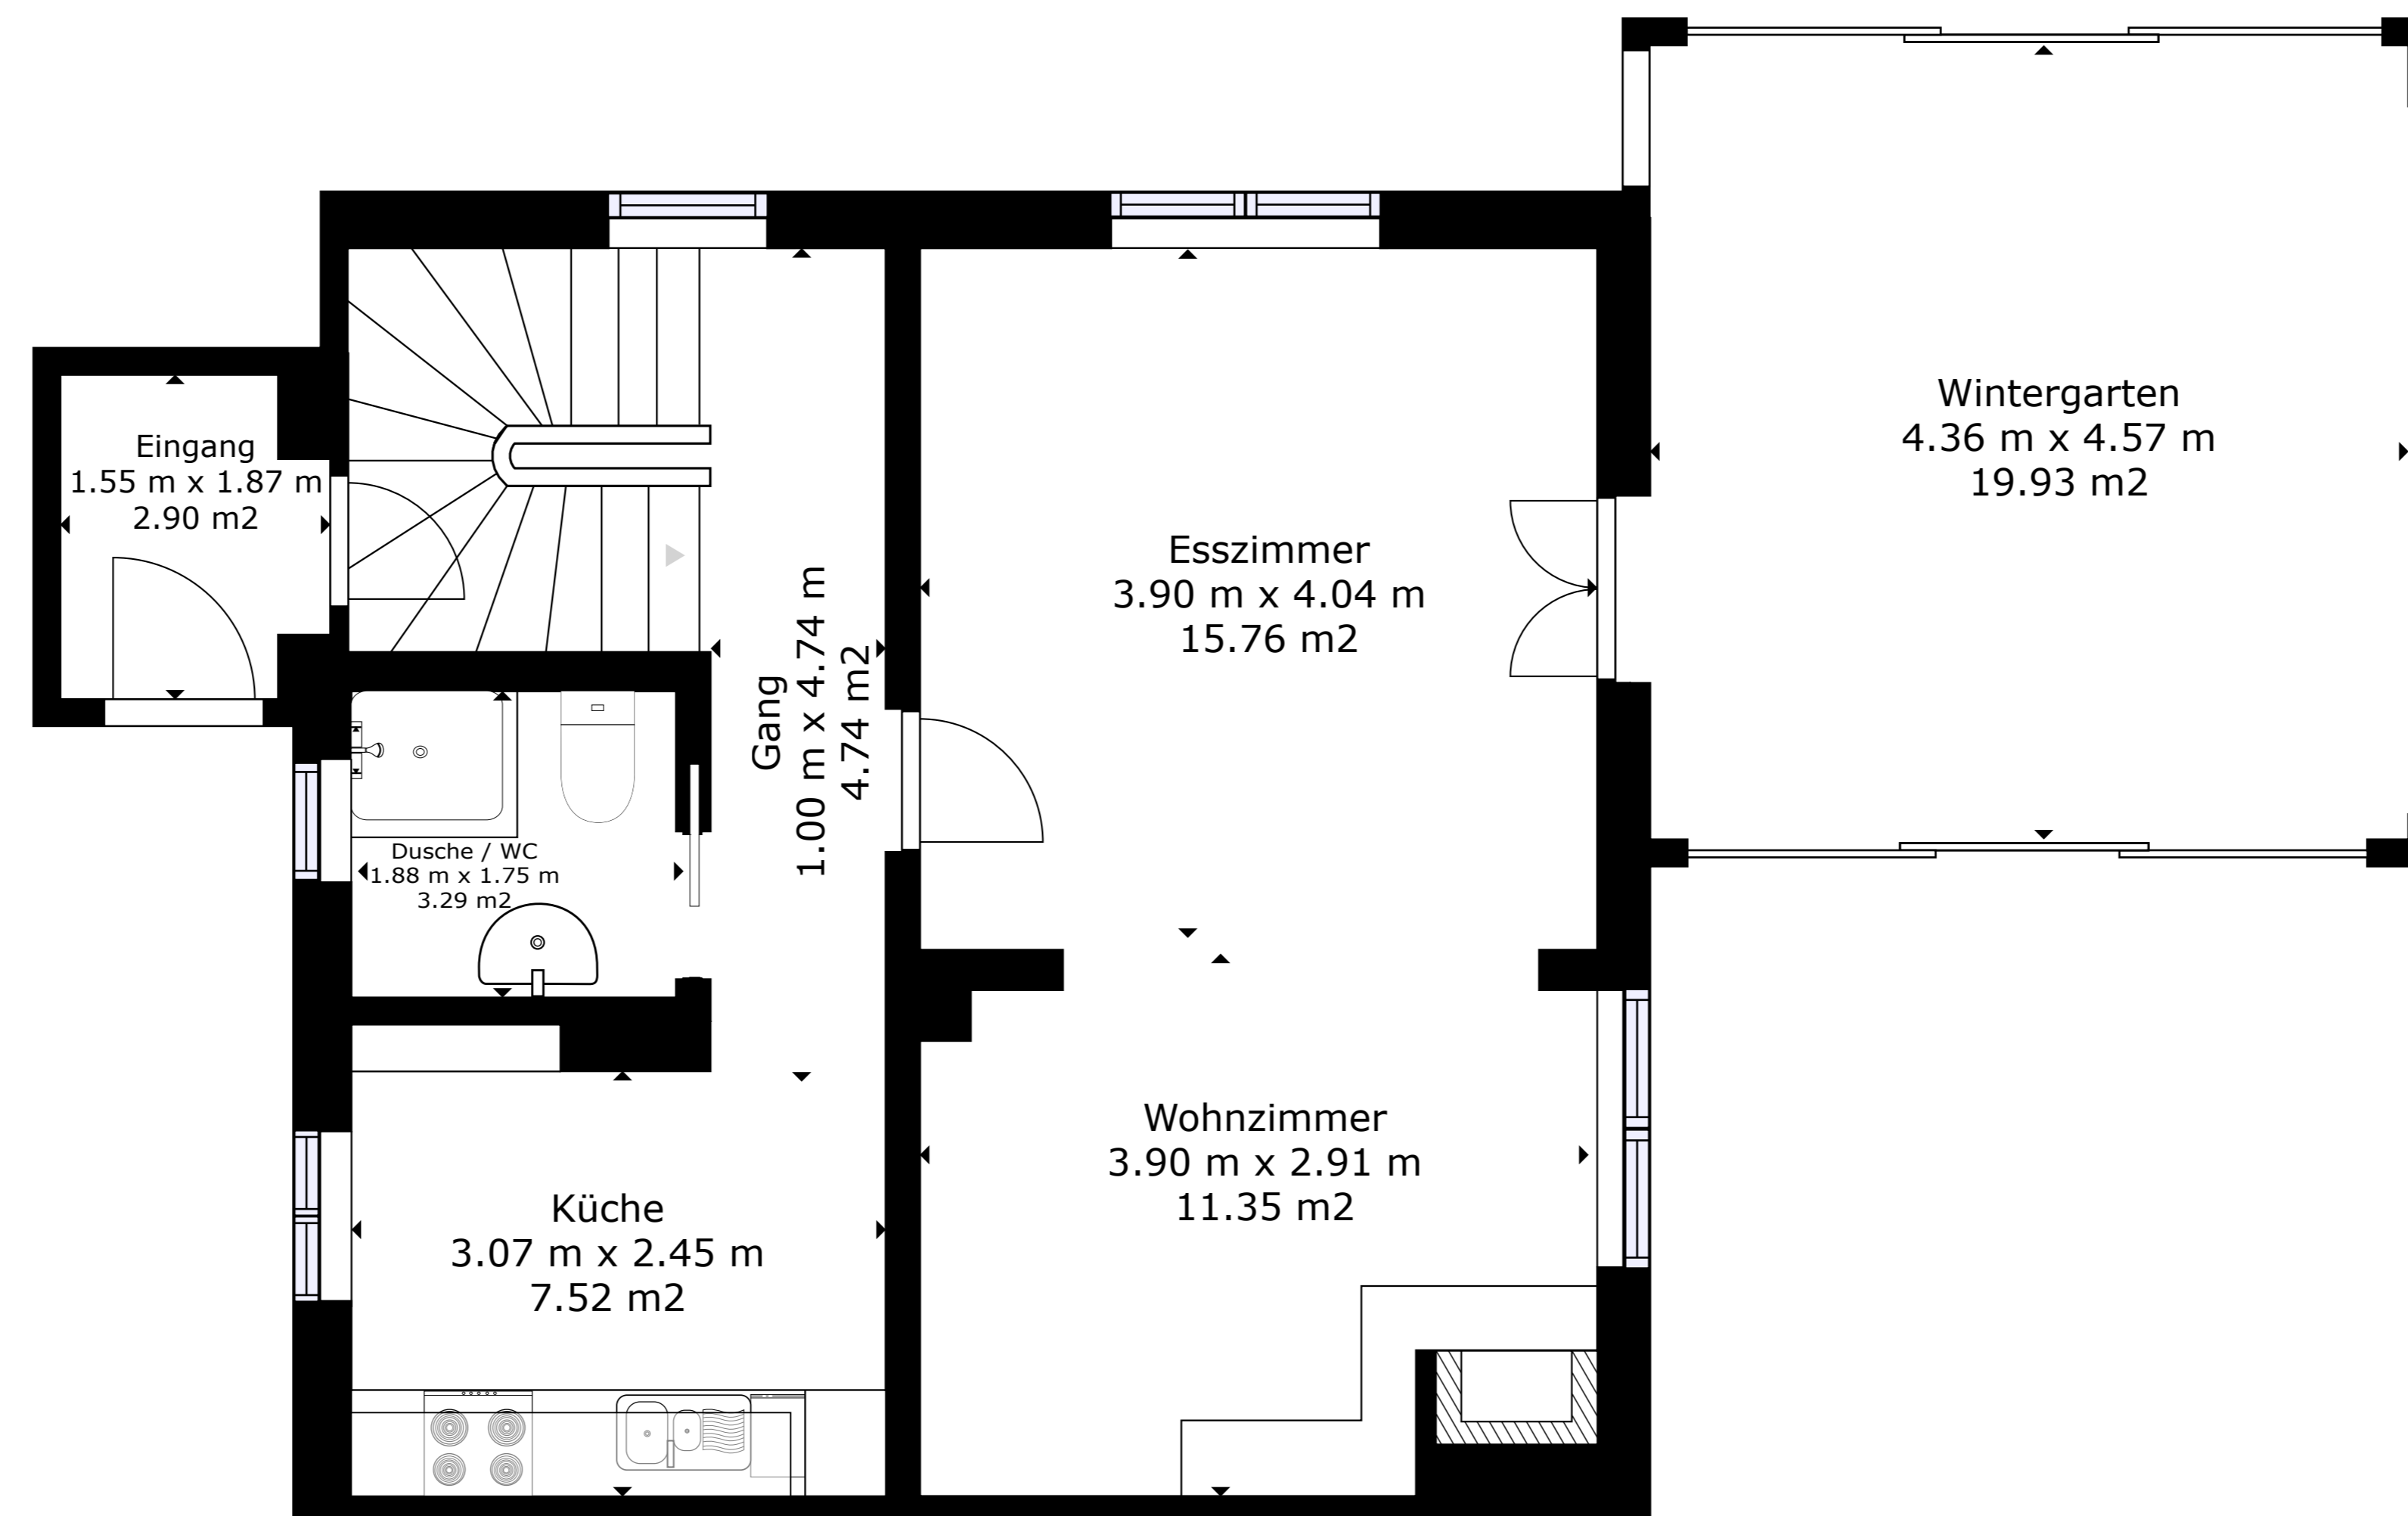 Wintergarten
4.36 m x 4.57 m
19.93 m2
Eingang
1.55 m x 1.87 m
2.90 m2
Esszimmer
3.90 m x 4.04 m
15.76 m2
Gang
1.00 m x 4.74 m
4.74 m2
Dusche / WC
1.88 m x 1.75 m
3.29 m2
Wohnzimmer
3.90 m x 2.91 m
11.35 m2
Küche
3.07 m x 2.45 m
7.52 m2